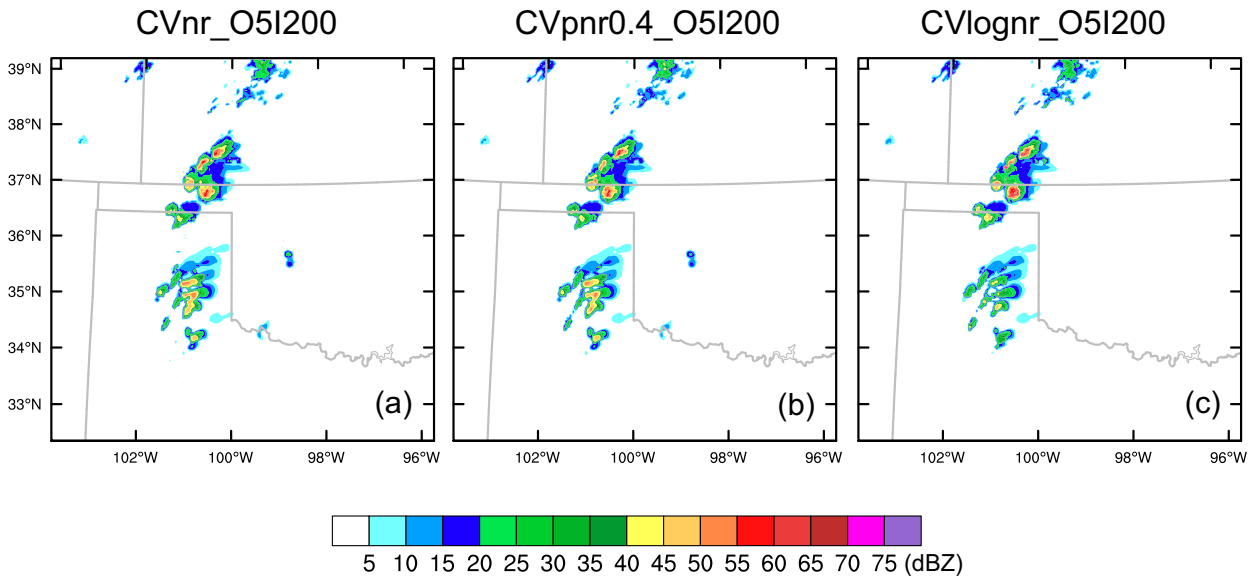 CVnr_O5I200 CVpnr0.4_O5I200 CVlognr_O5I200
39°N
38°N
37°N
36°N
35°N
34°N
33°N
(a) (b) (c)
102°W 100°W 98°W 96°W 102°W 100°W 98°W 96°W 102°W 100°W 98°W 96°W
5 10 15 20 25 30 35 40 45 50 55 60 65 70 75 (dBZ)